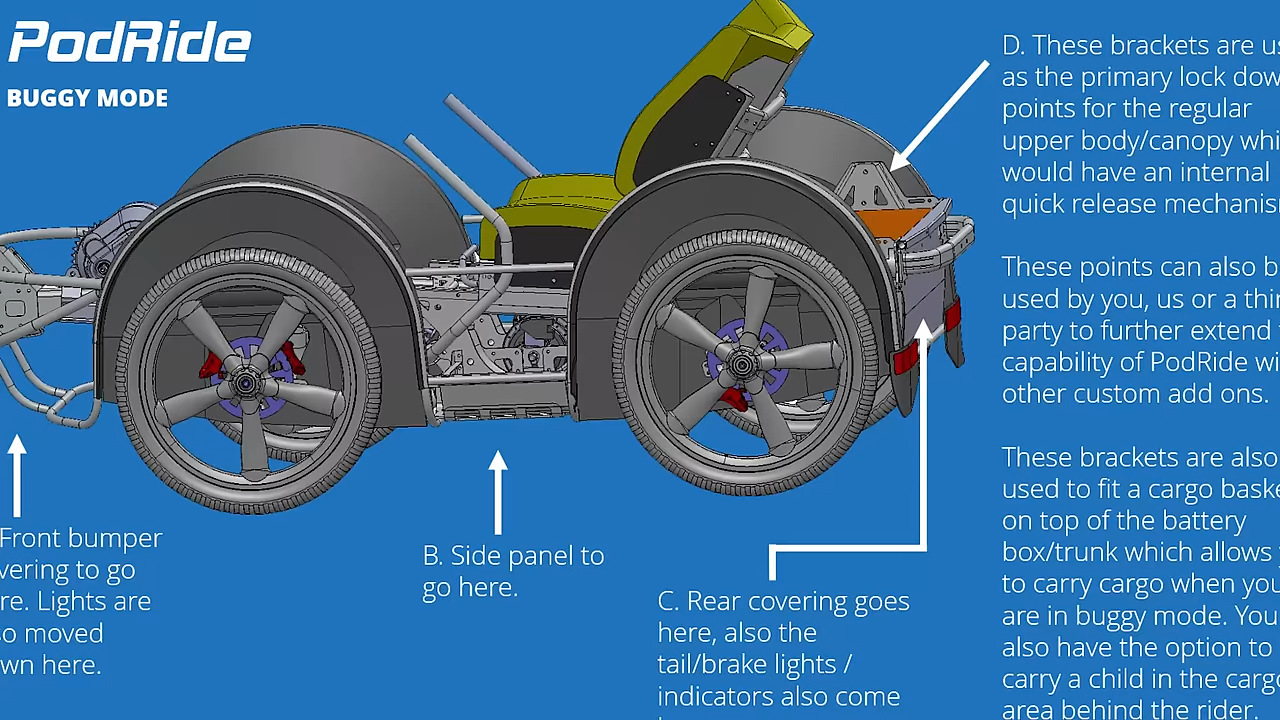 PodRide
BUGGY MODE
Front bumper
vering to go
re. Lights are
o moved
wn here.
B. Side panel to
go here.
C. Rear covering goes
here, also the
tail/brake lights /
indicators also come
D. These brackets are us
as the primary lock dow
points for the regular
upper body/canopy whi
would have an internal
quick release mechanis
These points can also b
used by you, us or a thi
party to further extend
capability of PodRide wi
other custom add ons.
These brackets are also
used to fit a cargo baske
on top of the battery
box/trunk which allows
to carry cargo when you
are in buggy mode. You
also have the option to
carry a child in the cargo
area behind the rider.